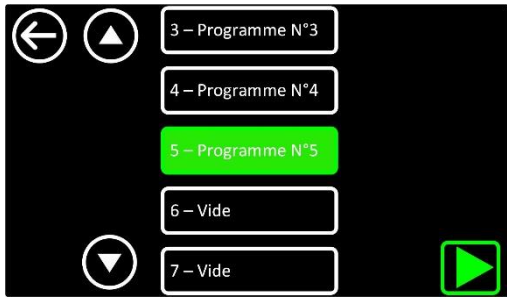 3 – Programme N°3
4 – Programme N°4
5 – Programme N°5
6 – Vide
7 – Vide